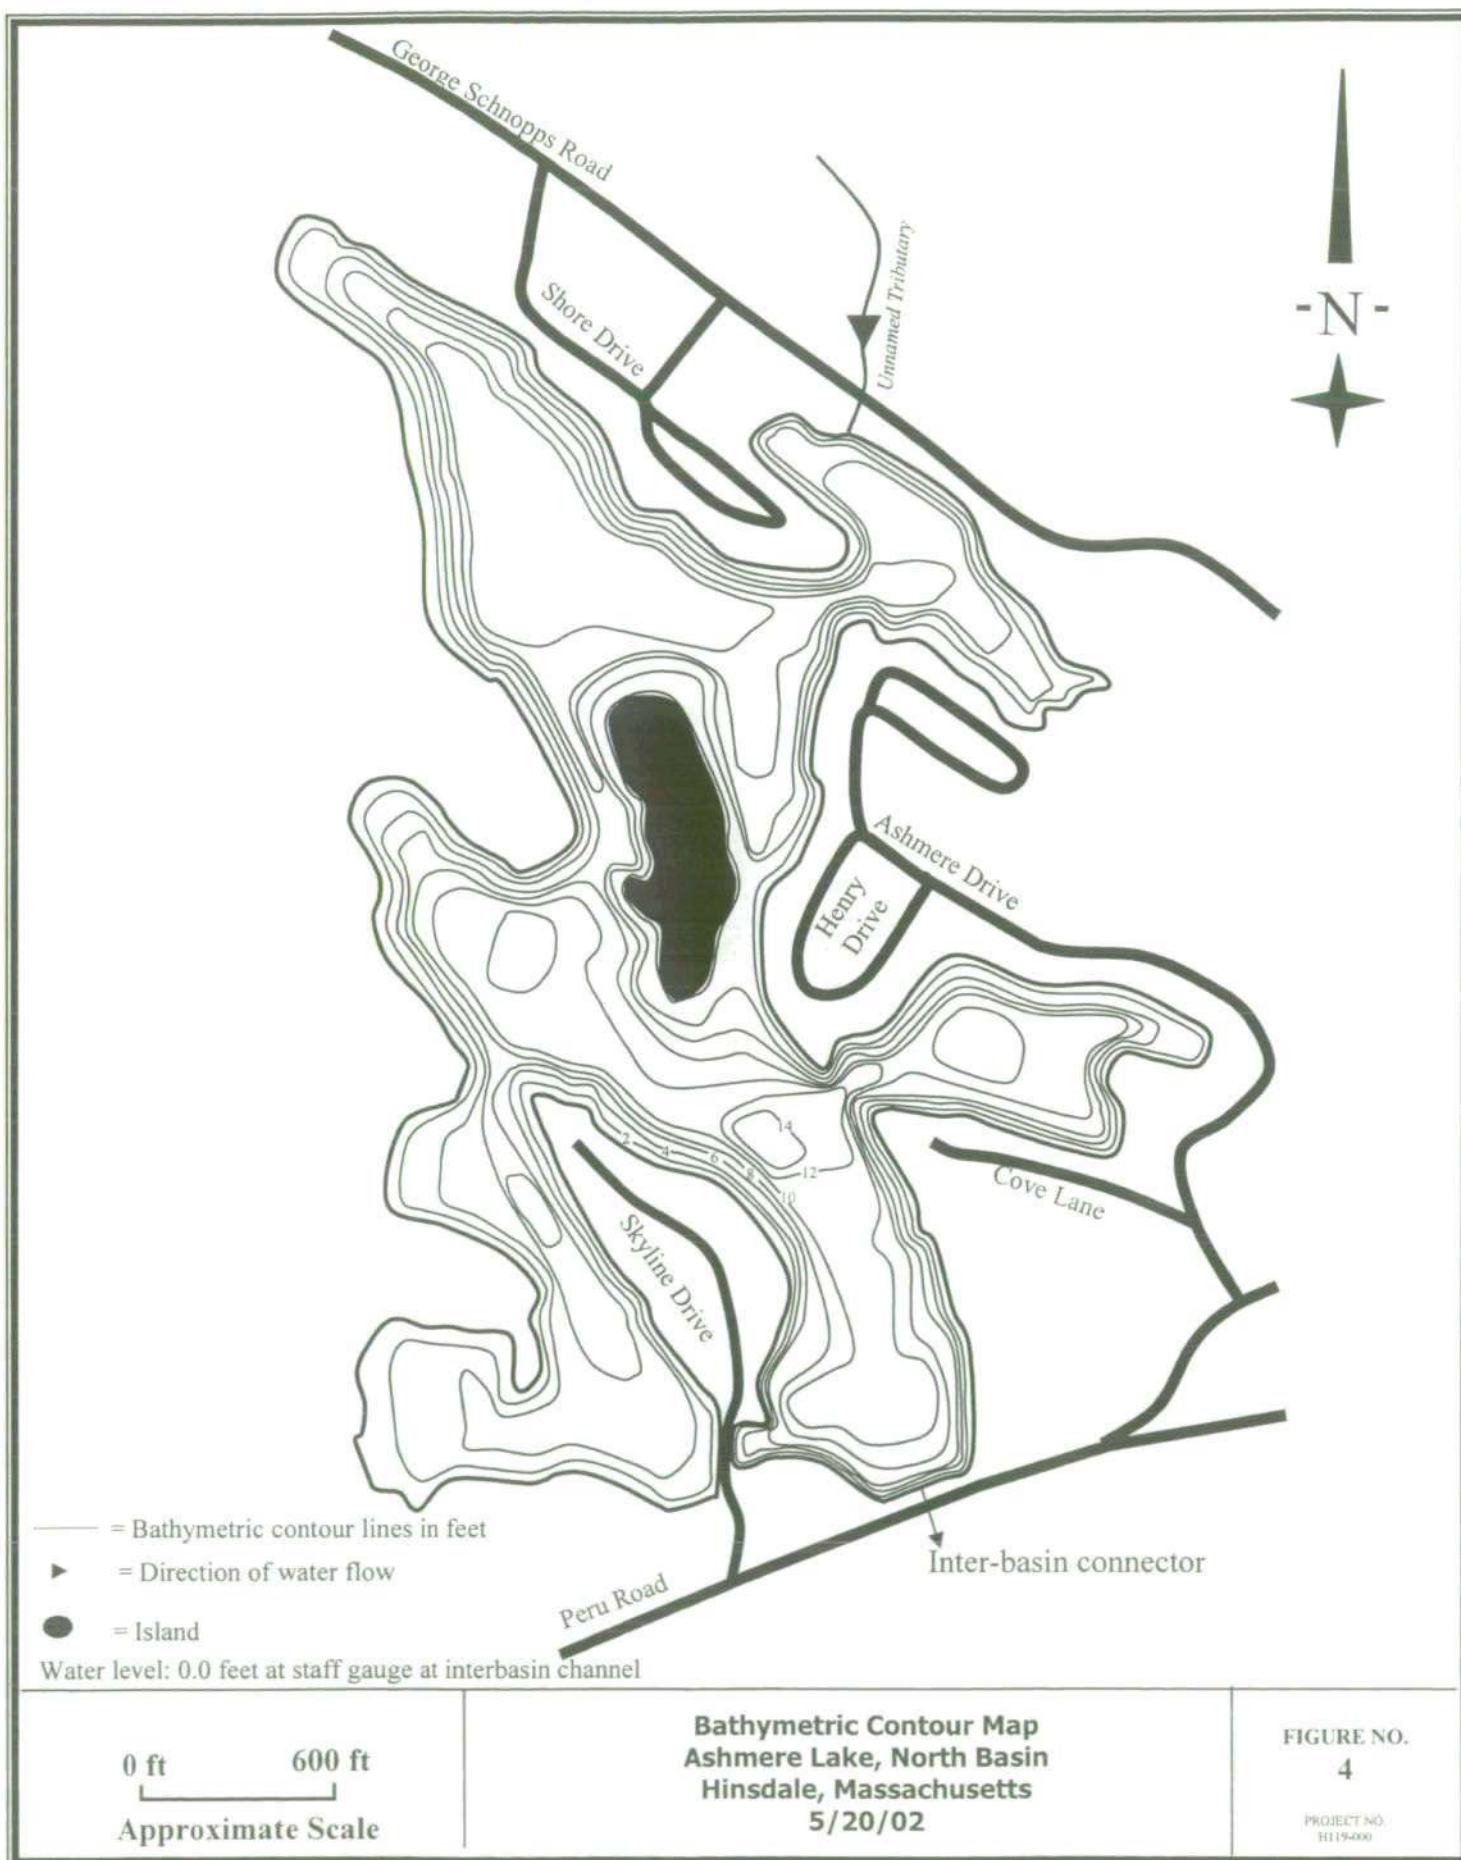 George Schnopps Road
Unnamed Tributary
Shore Drive
-N-
Ashmere Drive
Henry
Drive
14
2
4
6
8
12
10
Cove Lane
Skyline Drive
= Bathymetric contour lines in feet
= Direction of water flow
Inter-basin connector
= Island
Peru Road
Water level: 0.0 feet at staff gauge at interbasin channel
0 ft 600 ft
Approximate Scale
Bathymetric Contour Map
Ashmere Lake, North Basin
Hinsdale, Massachusetts
5/20/02
FIGURE NO.
4
PROJECT NO.
H119-000